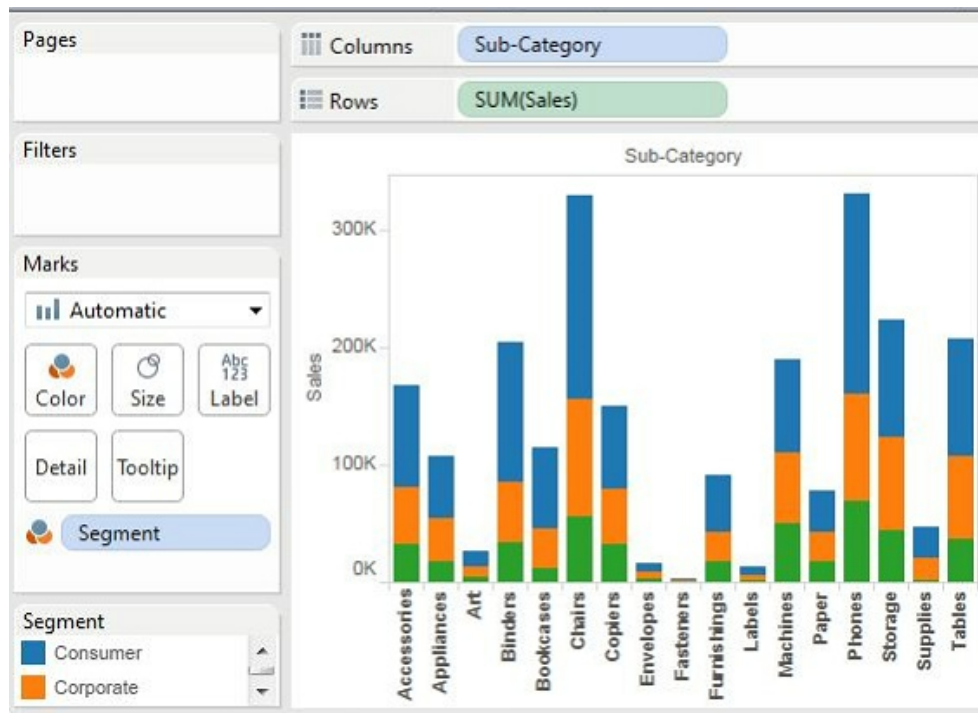 Pages
Columns
Sub-Category
Rows
SUM(Sales)
Filters
Marks
Automatic
Color
Size
Abc
123
Label
Detail
Tooltip
Segment
Segment
Consumer
Corporate
Sub-Category
Sales
300K
200K
100K
0K
Accessories
Appliances
Art
Binders
Bookcases
Chairs
Copiers
Envelopes
Fasteners
Furnishings
Labels
Machines
Paper
Phones
Storage
Supplies
Tables